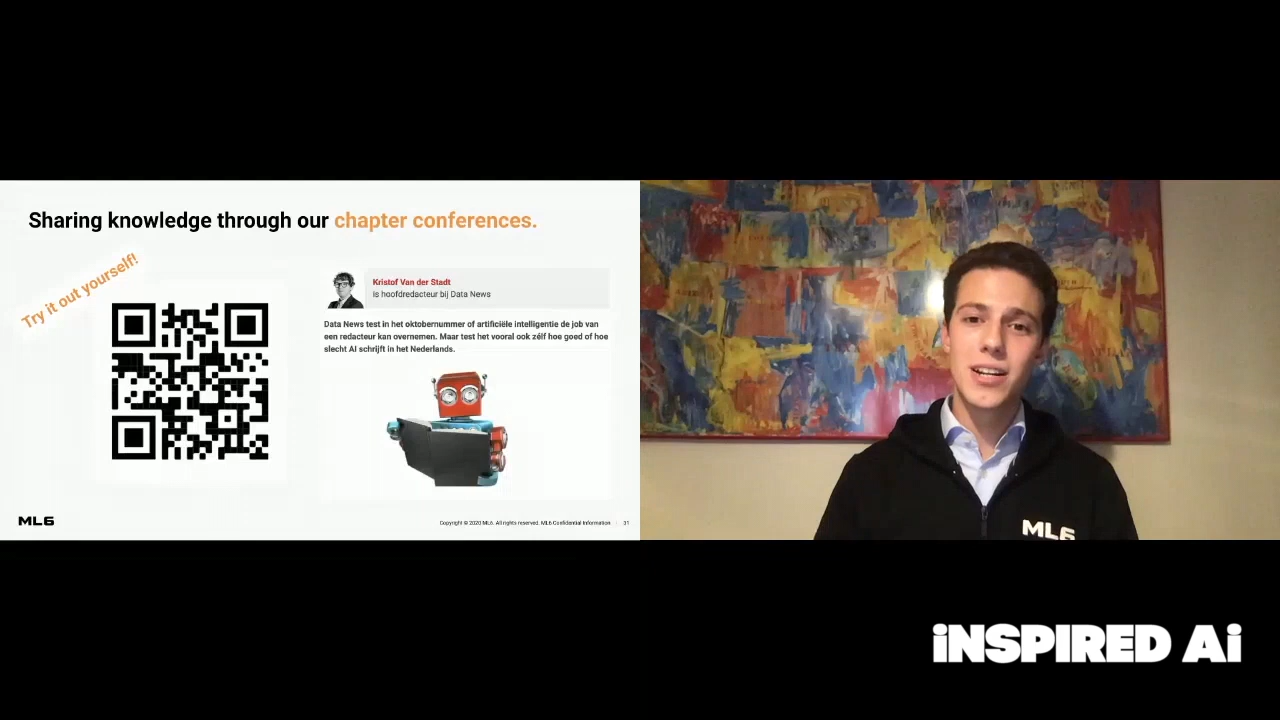 Sharing knowledge through our chapter conferences.
Try it out yourself!
Kristof Van der Stadt
is hoofdredacteur bij Data News
Data News test in het oktobernummer of artificiële intelligentie de job van
een redacteur kan overnemen. Maar test het vooral ook zélf hoe goed of hoe
slecht AI schrijft in het Nederlands.
ML6
Copyright © 2020 ML6. All rights reserved. ML6 Confidential Information | 31
ML6
iNSPIRED Ai